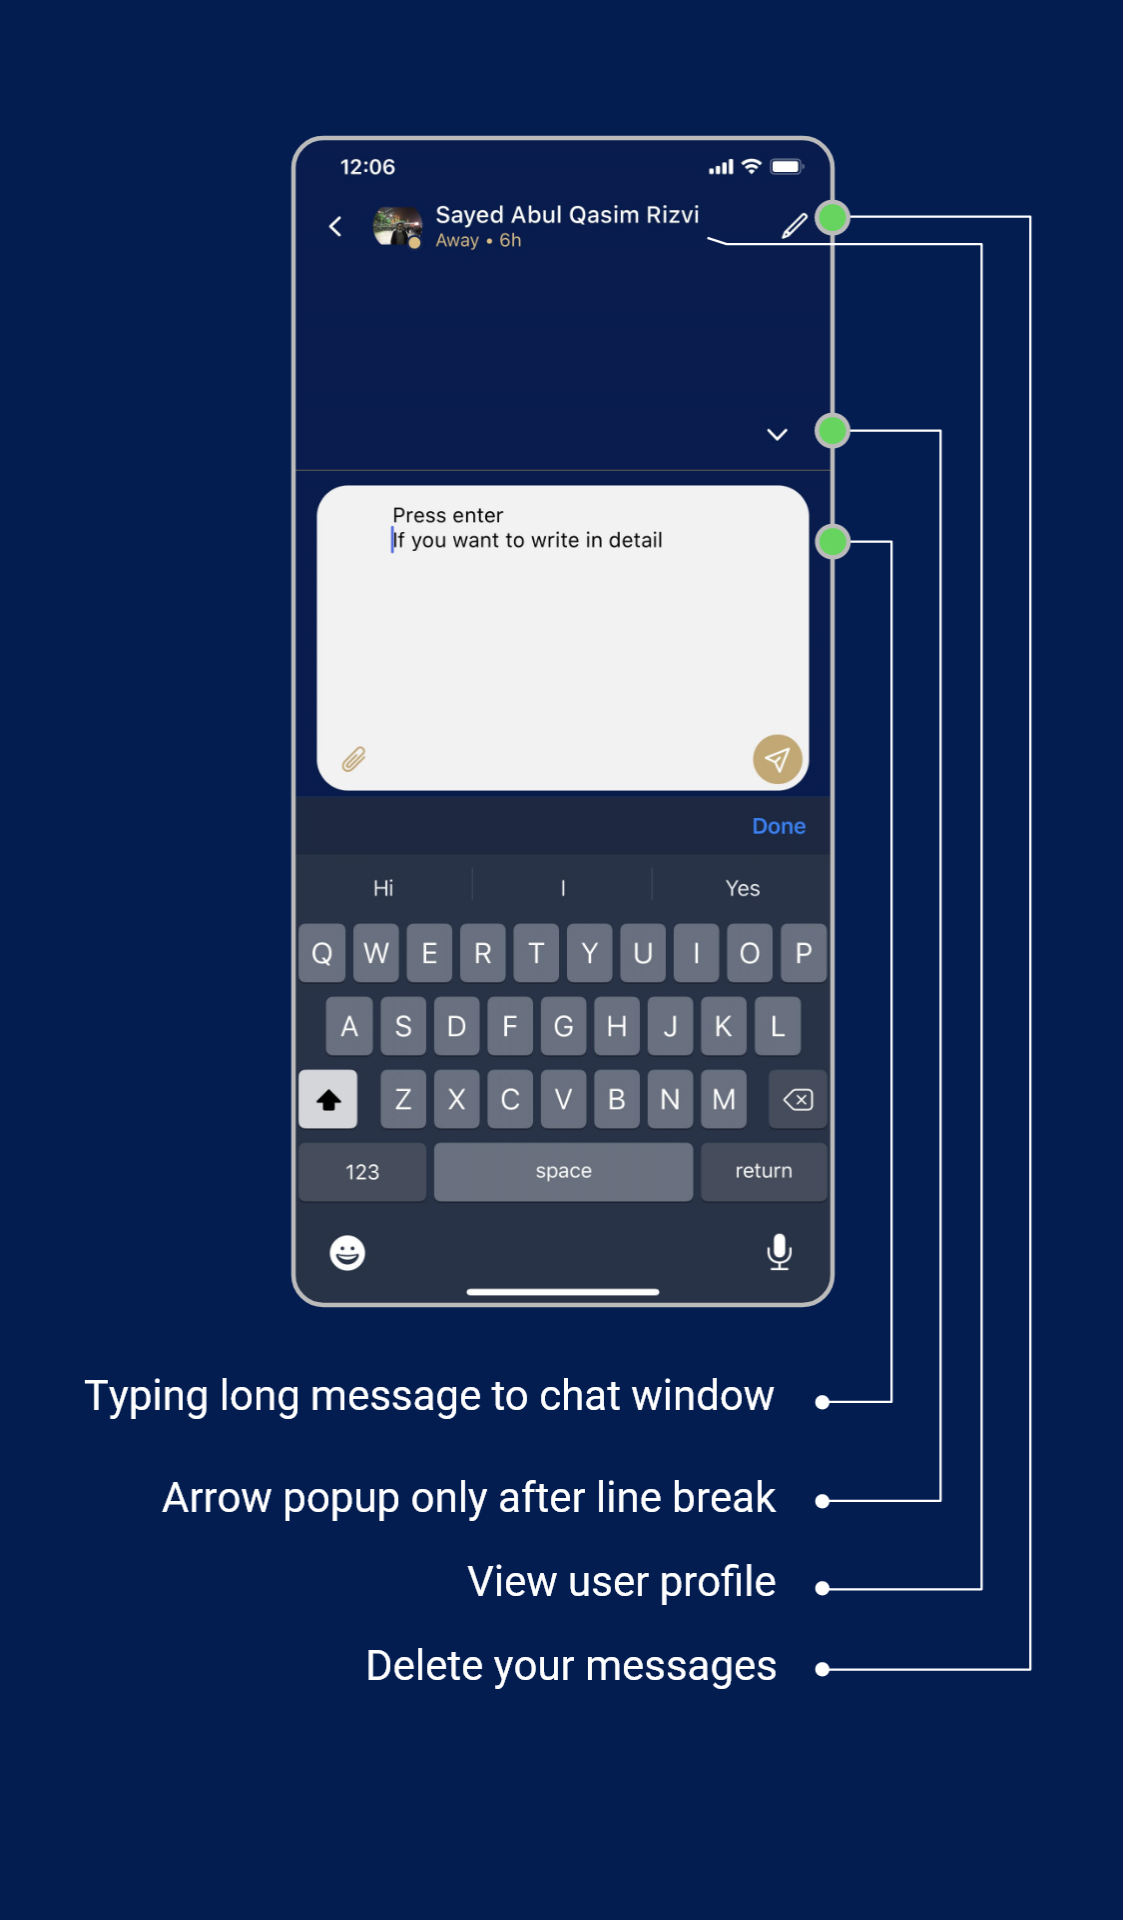 12:06
Sayed Abul Qasim Rizvi
Away • 6h
Press enter
If you want to write in detail
Done
Hi I Yes
Q W E R T Y U I O P
A S D F G H J K L
Z X C V B N M
123 space return
Typing long message to chat window
Arrow popup only after line break
View user profile
Delete your messages